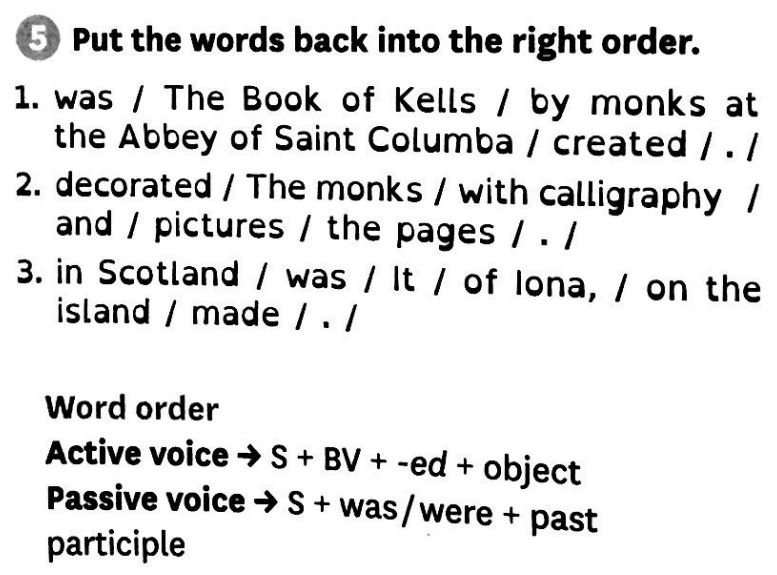 5 Put the words back into the right order.
1. was / The Book of Kells / by monks at
the Abbey of Saint Columba / created / . /
2. decorated / The monks / with calligraphy /
and / pictures / the pages / . /
3. in Scotland / was / It / of Iona, / on the
island / made / . /
Word order
Active voice → S + BV + -ed + object
Passive voice → S + was/were + past
participle